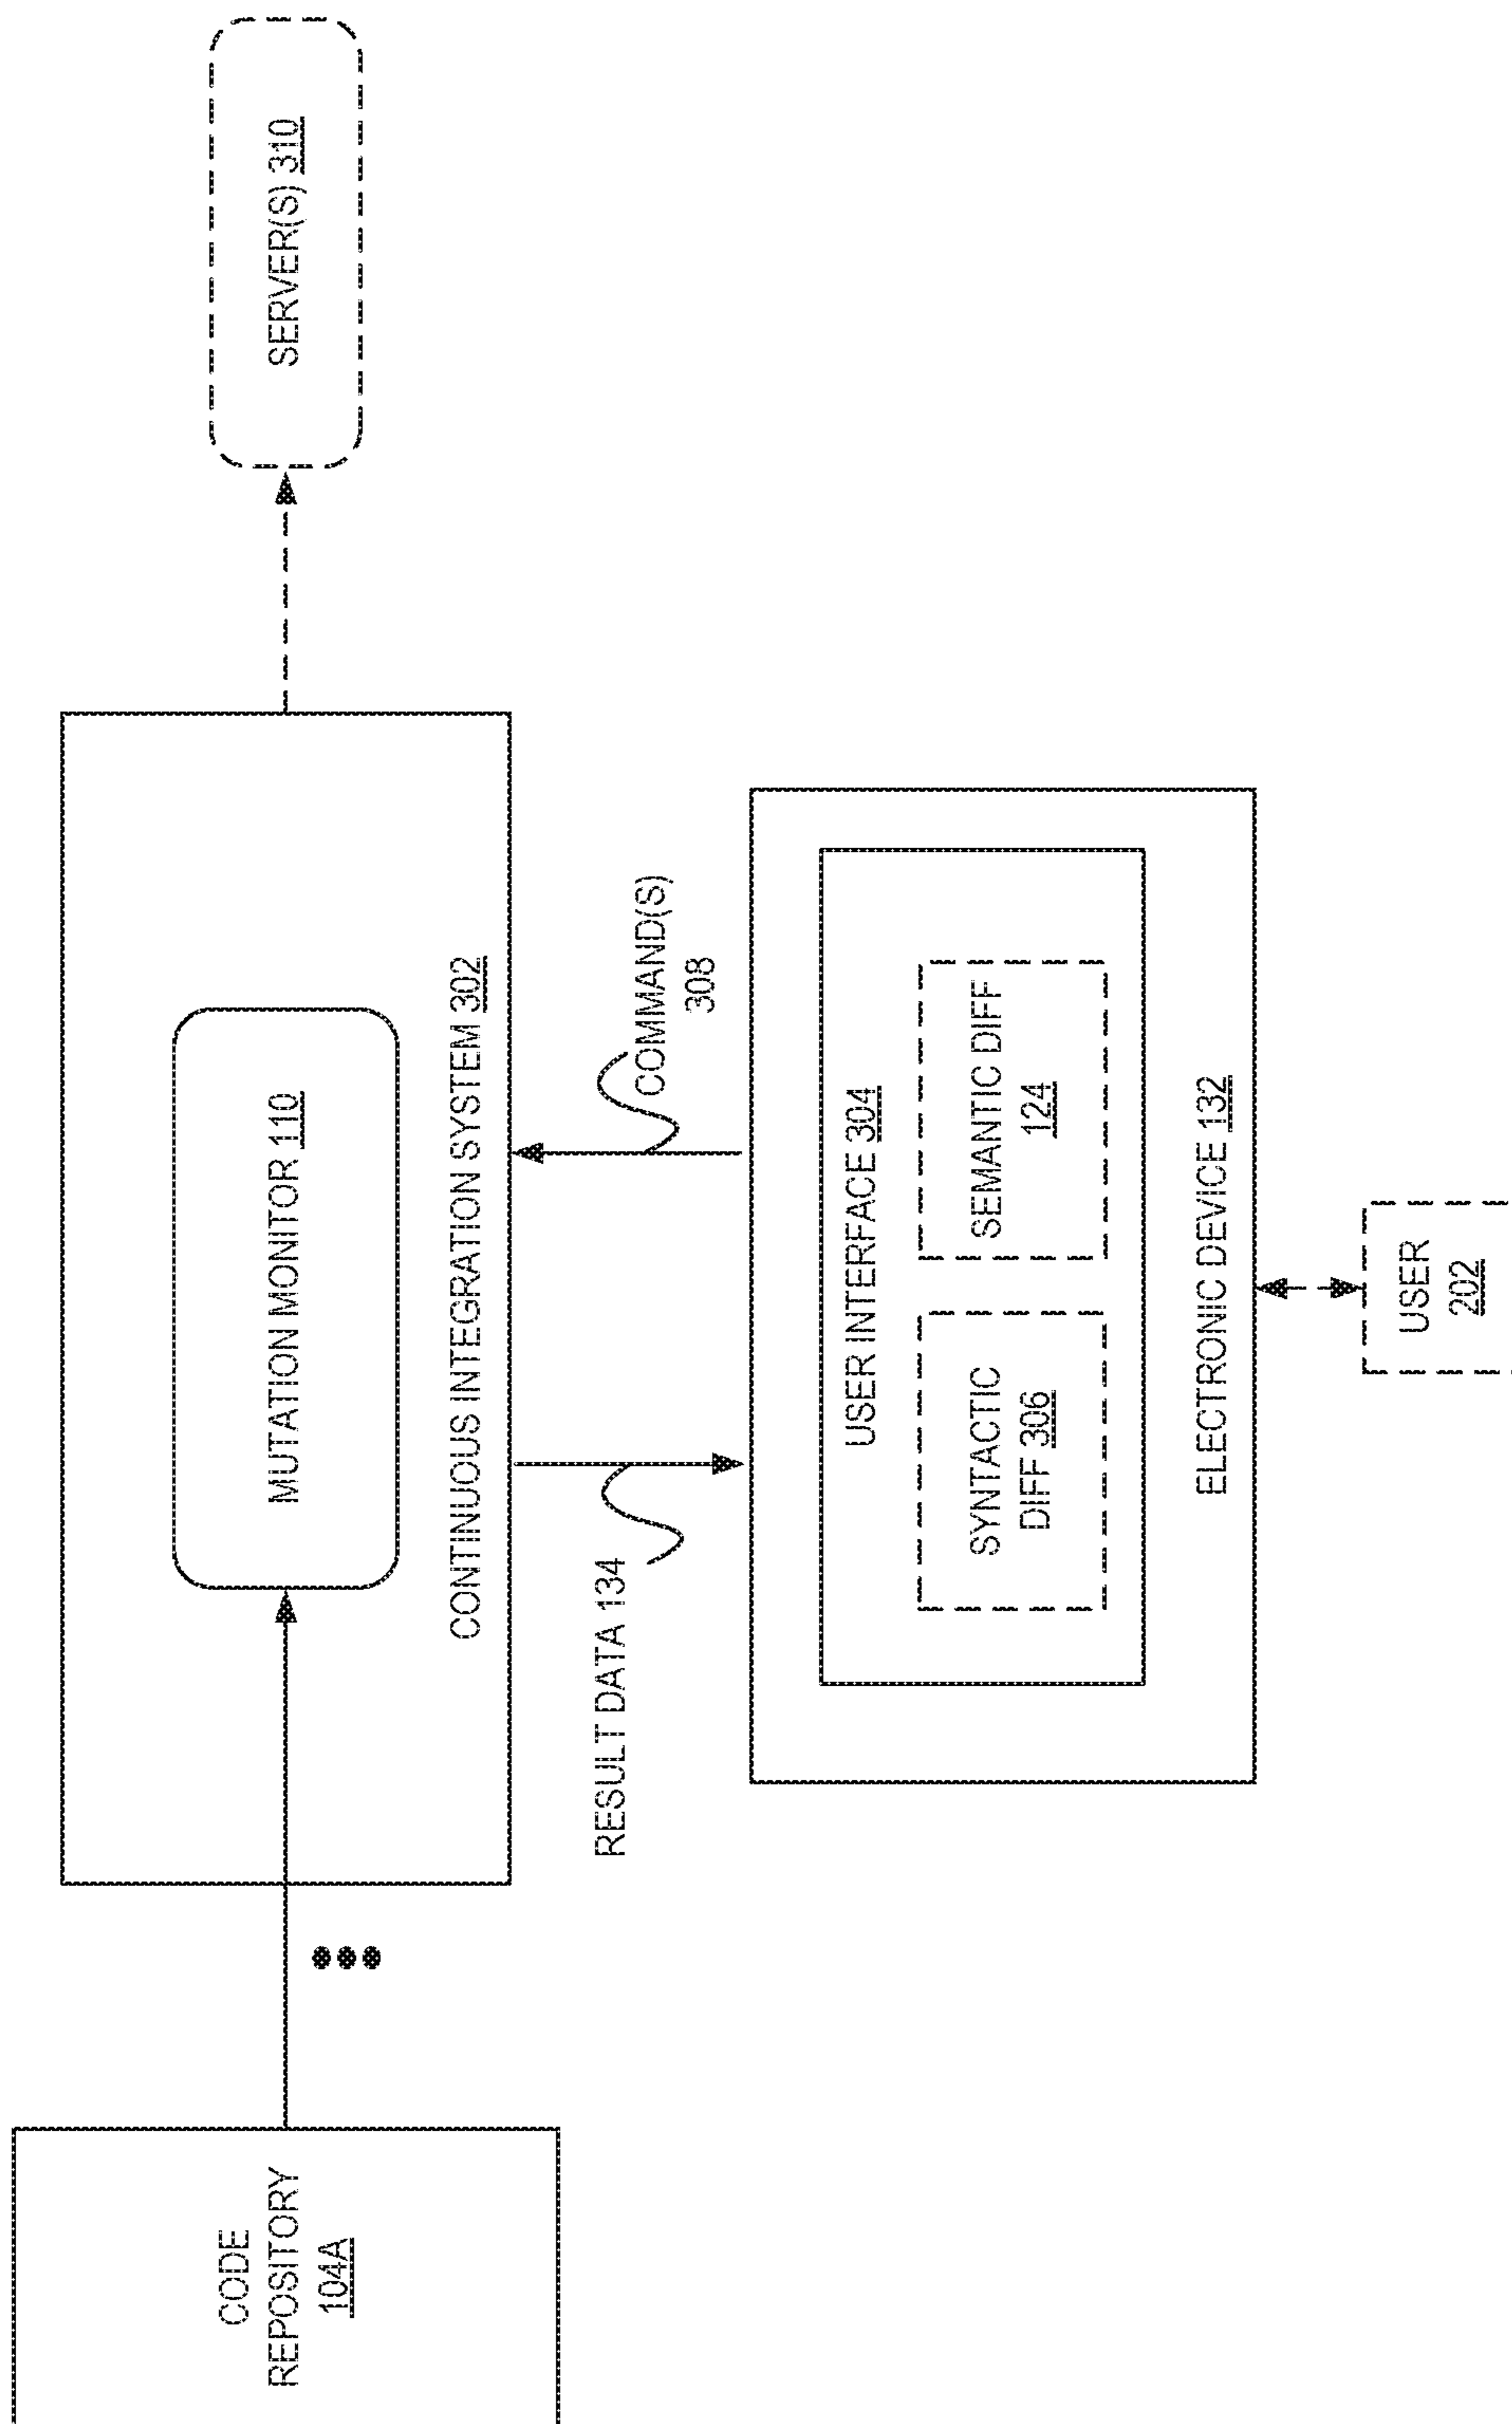 CODE
REPOSITORY
104A
MUTATION MONITOR 110
CONTINUOUS INTEGRATION SYSTEM 302
SERVER(S) 310
RESULT DATA 134
COMMAND(S)
308
USER INTERFACE 304
SYNTACTIC
DIFF 306
SEMANTIC DIFF
124
ELECTRONIC DEVICE 132
USER
202